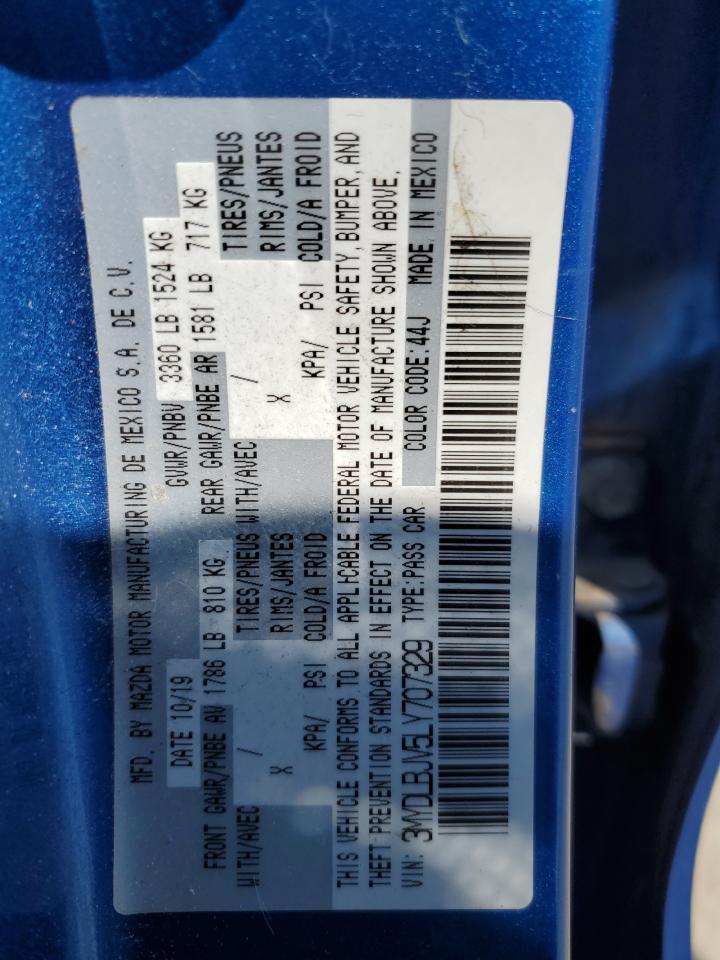 MFD. BY MAZDA MOTOR MANUFACTURING DE MEXICO S.A. DE C.V.
DATE 10/19 GVWR/PNBV 3360 LB 1524 KG
FRONT GAWR/PNBE AV 1786 LB 810 KG REAR GAWR/PNBE AR 1581 LB 717 KG
WITH/AVEC / TIRES/PNEUS WITH/AVEC / TIRES/PNEUS
X RIMS/JANTES X RIMS/JANTES
KPA/ PSI COLD/A FROID KPA/ PSI COLD/A FROID
THIS VEHICLE CONFORMS TO ALL APPLICABLE FEDERAL MOTOR VEHICLE SAFETY, BUMPER, AND
THEFT PREVENTION STANDARDS IN EFFECT ON THE DATE OF MANUFACTURE SHOWN ABOVE.
VIN: 3MYDLBJV5LY707329 TYPE:PASS CAR COLOR CODE:44J MADE IN MEXICO